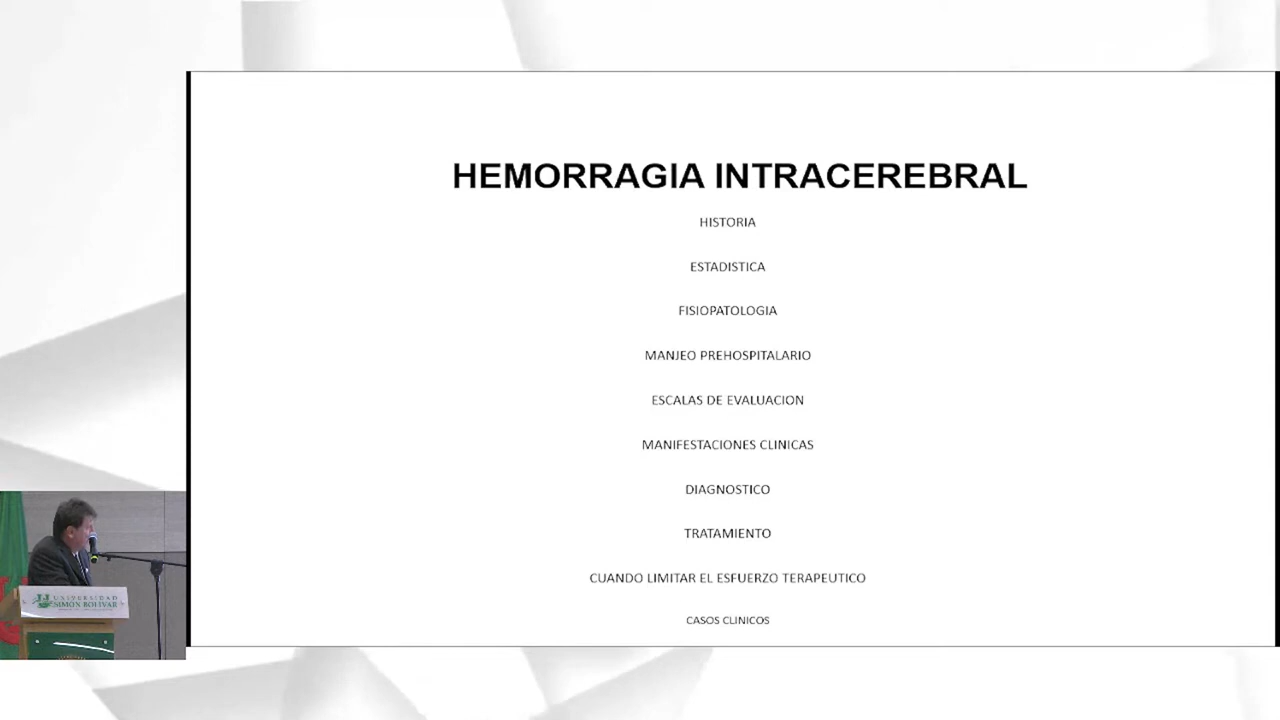 HEMORRAGIA INTRACEREBRAL
HISTORIA
ESTADISTICA
FISIOPATOLOGIA
MANJEO PREHOSPITALARIO
ESCALAS DE EVALUACION
MANIFESTACIONES CLINICAS
DIAGNOSTICO
TRATAMIENTO
CUANDO LIMITAR EL ESFUERZO TERAPEUTICO
CASOS CLINICOS
UNIVERSIDAD
SIMÓN BOLÍVAR